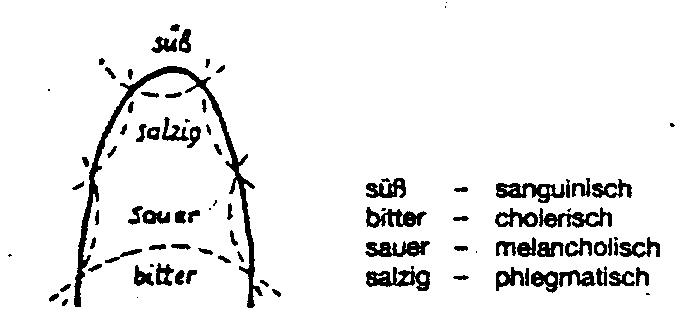 süß
salzig
sauer
bitter
süß – sanguinisch
bitter – cholerisch
sauer – melancholisch
salzig – phlegmatisch